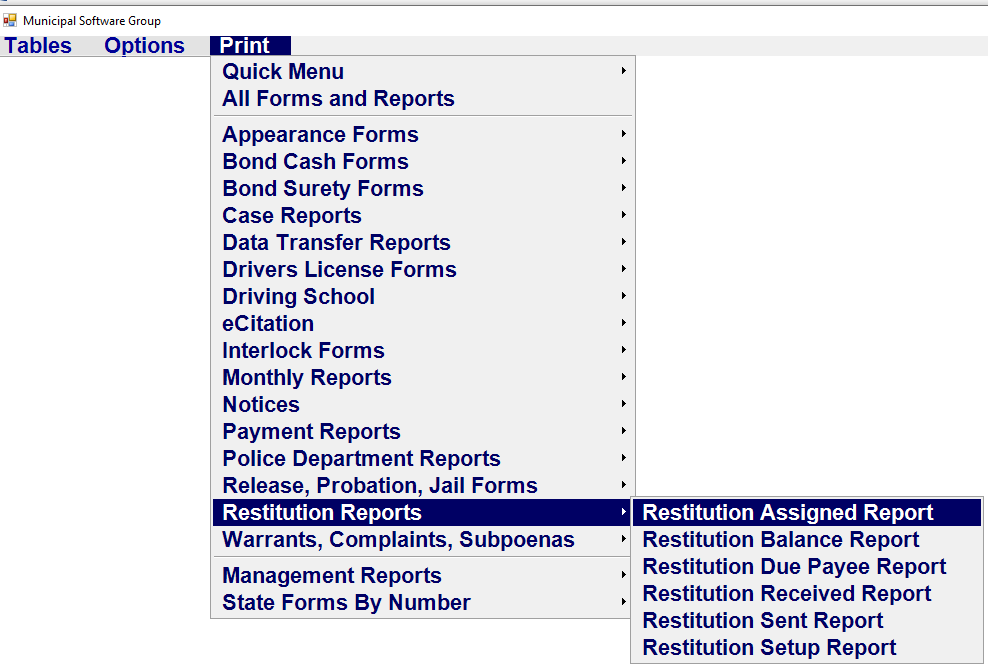 Municipal Software Group
Tables Options Print
Quick Menu
All Forms and Reports
Appearance Forms
Bond Cash Forms
Bond Surety Forms
Case Reports
Data Transfer Reports
Drivers License Forms
Driving School
eCitation
Interlock Forms
Monthly Reports
Notices
Payment Reports
Police Department Reports
Release, Probation, Jail Forms
Restitution Reports
Warrants, Complaints, Subpoenas
Management Reports
State Forms By Number
Restitution Assigned Report
Restitution Balance Report
Restitution Due Payee Report
Restitution Received Report
Restitution Sent Report
Restitution Setup Report